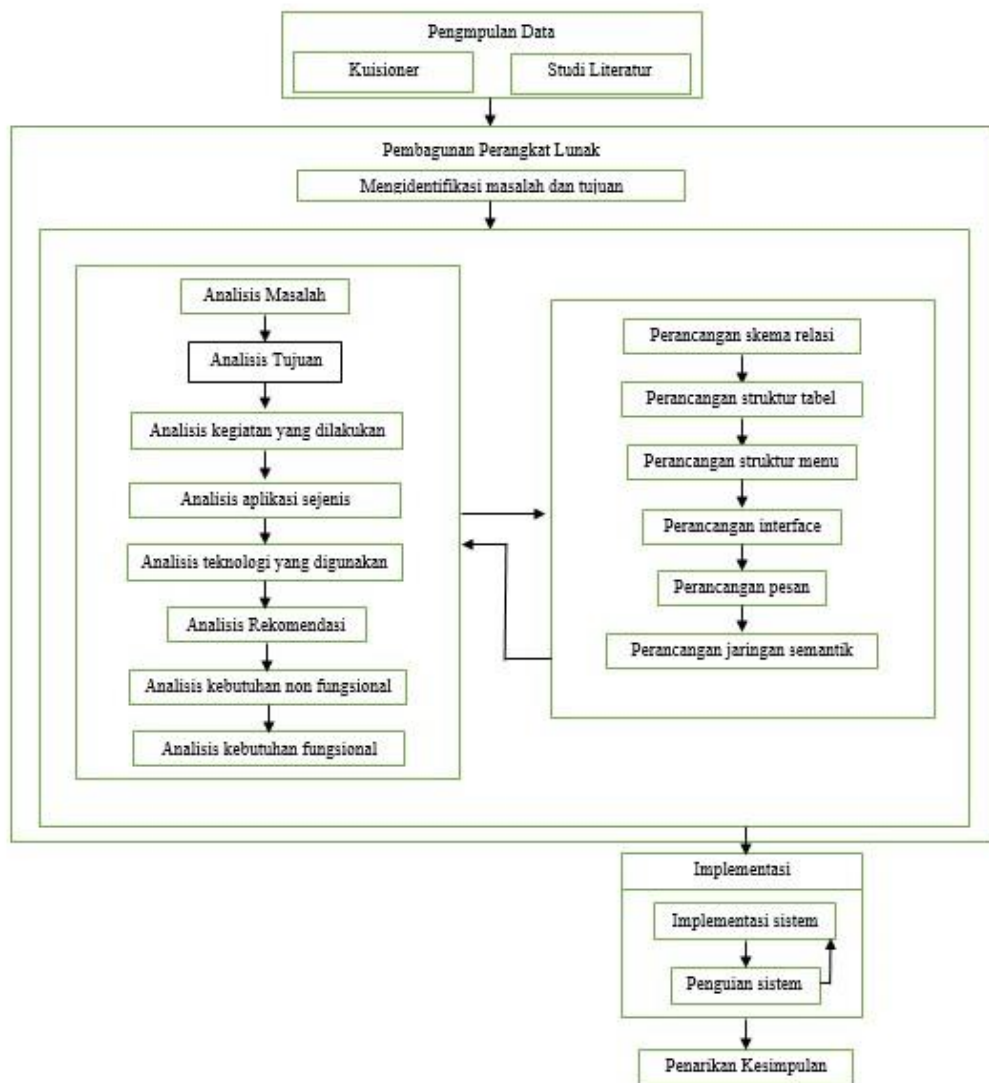 Pengmpulan Data
Kuisioner
Studi Literatur
Pembagunan Perangkat Lunak
Mengidentifikasi masalah dan tujuan
Analisis Masalah
Analisis Tujuan
Analisis kegiatan yang dilakukan
Analisis aplikasi sejenis
Analisis teknologi yang digunakan
Analisis Rekomendasi
Analisis kebutuhan non fungsional
Analisis kebutuhan fungsional
Perancangan skema relasi
Perancangan struktur tabel
Perancangan struktur menu
Perancangan interface
Perancangan pesan
Perancangan jaringan semantik
Implementasi
Implementasi sistem
Penguian sistem
Penarikan Kesimpulan